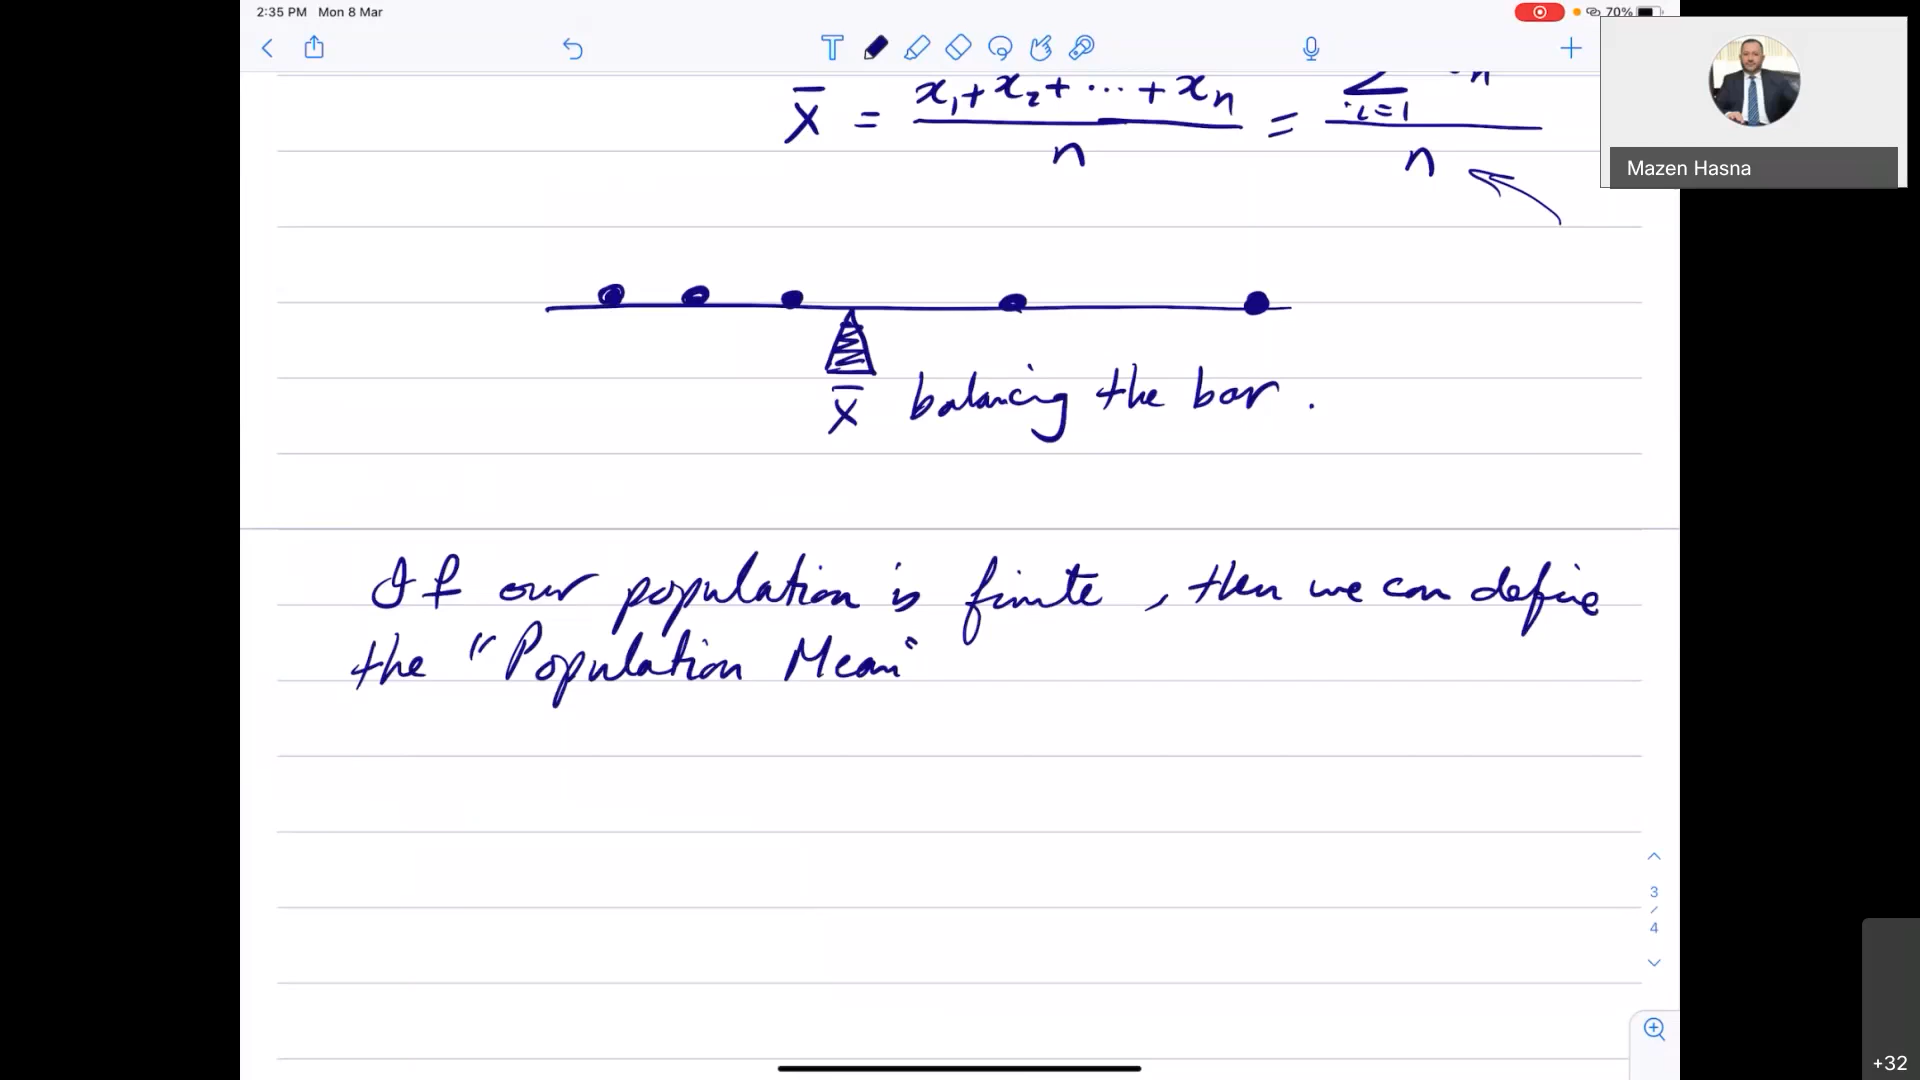 2:35 PM Mon 8 Mar
70%
Mazen Hasna
X̄ = x₁ + x₂ + ⋯ + xₙ / n = Σ i=1 n / n
X̄ balancing the bar.
If our population is finite, then we can define
the "Population Mean"
3
/
4
+32